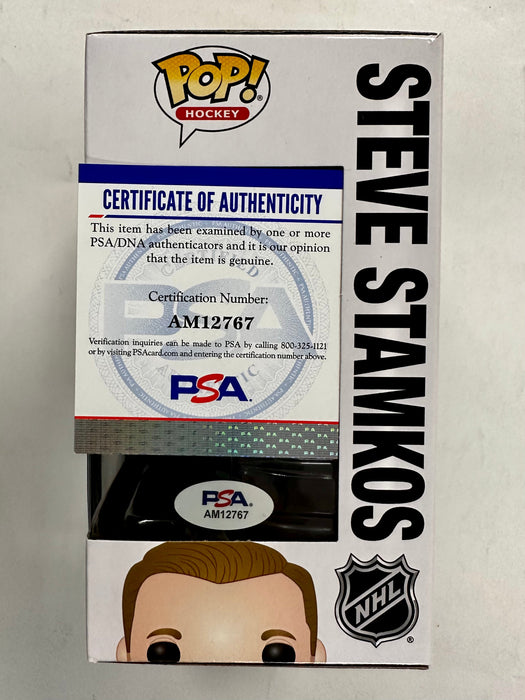 POP!
HOCKEY
STEVE STAMKOS
CERTIFICATE OF AUTHENTICITY
This item has been examined by one or more
PSA/DNA authenticators and it is our opinion
that the item is genuine.
Certification Number:
AM12767
Verification inquiries can be made to PSA by calling 800-325-1121
or by visiting PSAcard.com and entering the certification number above.
PSA
PSA
AM12767
NHL